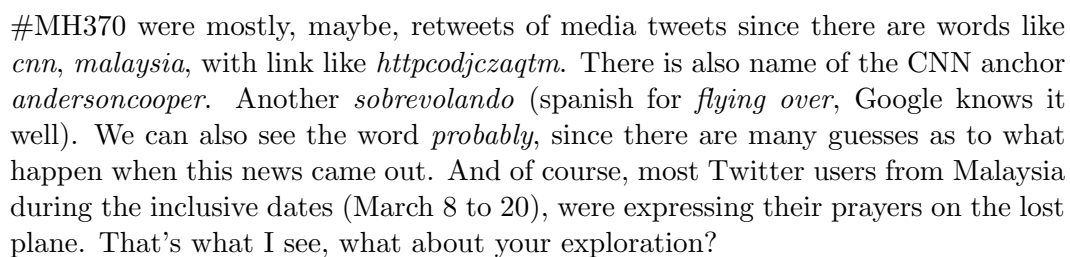 #MH370 were mostly, maybe, retweets of media tweets since there are words like
cnn, malaysia, with link like httpcodjczaqtm. There is also name of the CNN anchor
andersoncooper. Another sobrevolando (spanish for flying over, Google knows it
well). We can also see the word probably, since there are many guesses as to what
happen when this news came out. And of course, most Twitter users from Malaysia
during the inclusive dates (March 8 to 20), were expressing their prayers on the lost
plane. That's what I see, what about your exploration?